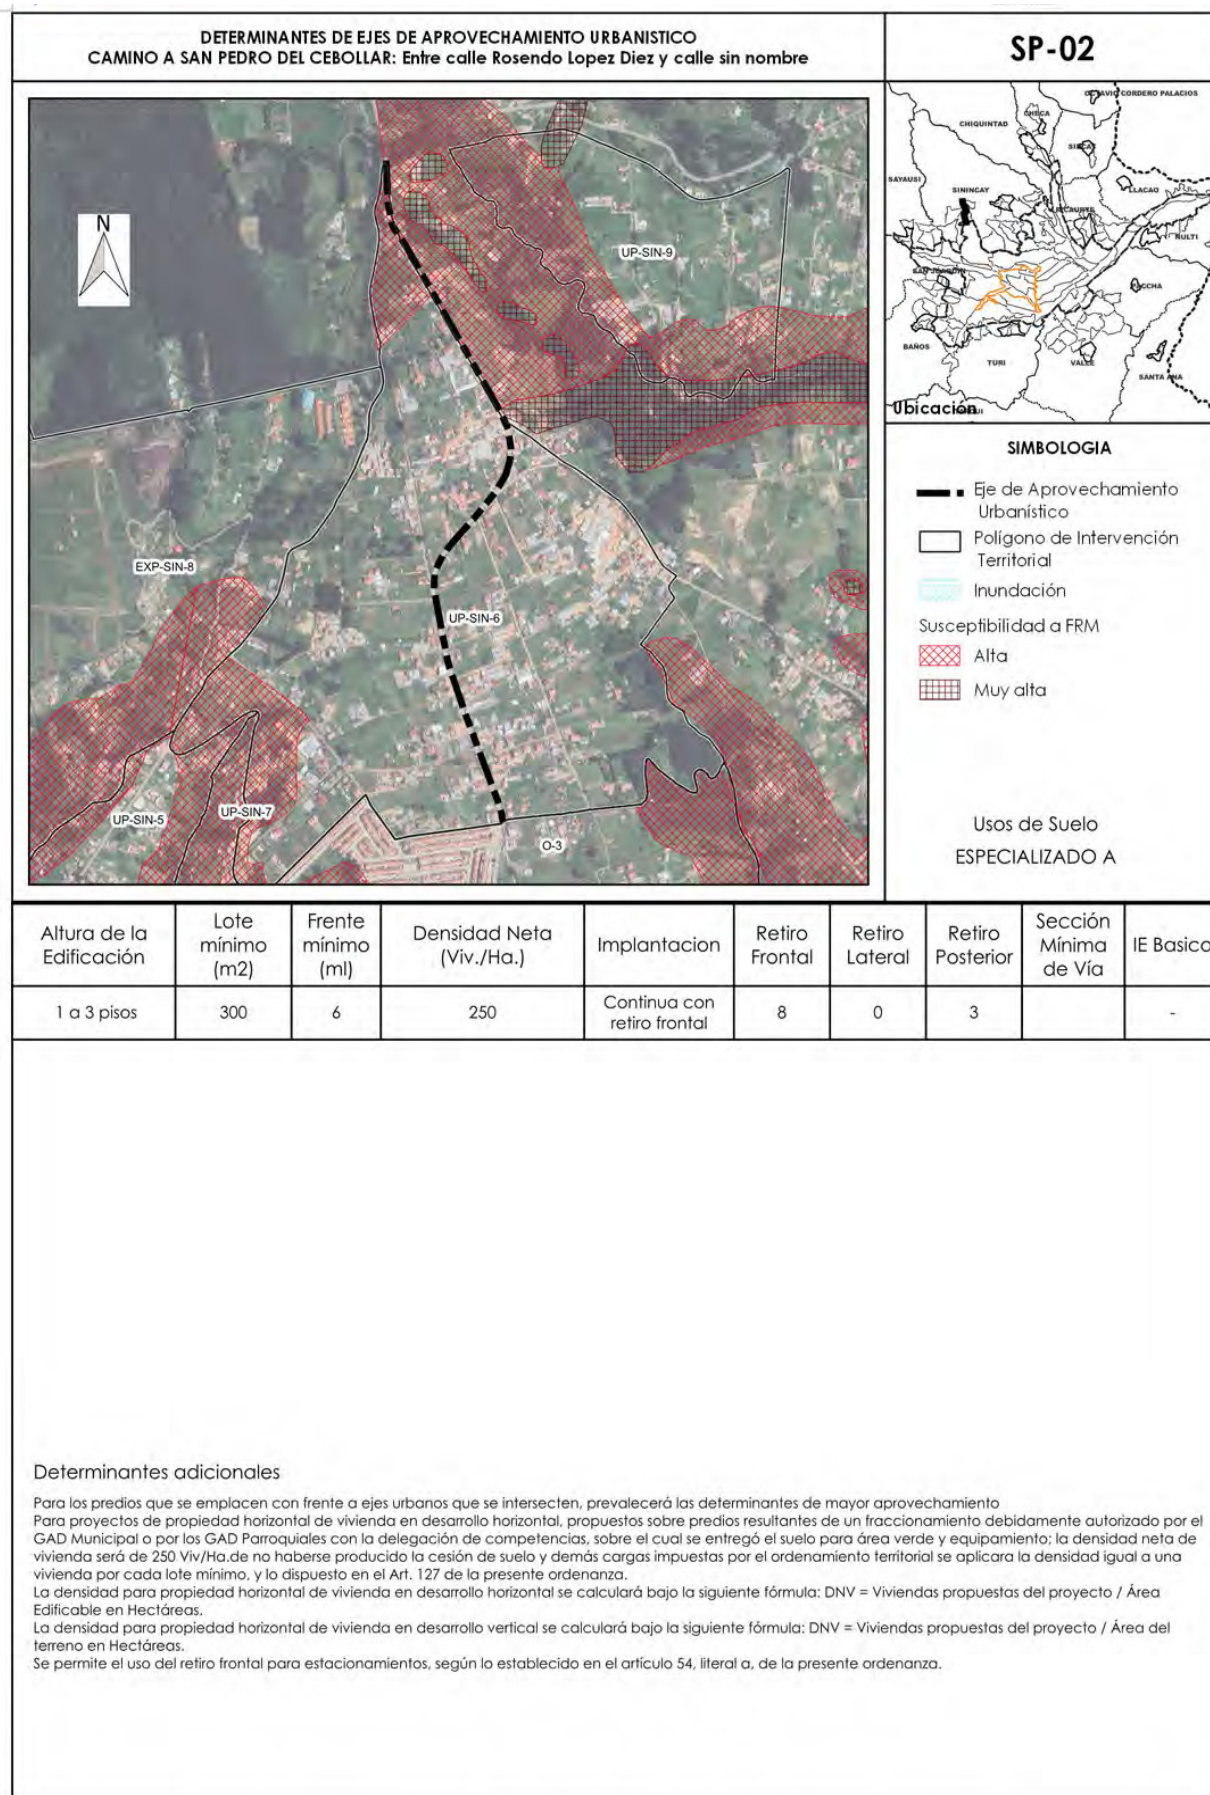 DETERMINANTES DE EJES DE APROVECHAMIENTO URBANISTICO
CAMINO A SAN PEDRO DEL CEBOLLAR: Entre calle Rosendo Lopez Diez y calle sin nombre
SP-02
N
UP-SIN-9
EXP-SIN-8
UP-SIN-6
UP-SIN-5
UP-SIN-7
O-3
OCTAVIO CORDERO PALACIOS
CHECA
CHIQUINTAD
SAYAUSI
SININCAY
LLACAO
NULTI
PACCHA
BAÑOS
TURI
VALLE
SANTA ANA
Ubicación
SIMBOLOGIA
Eje de Aprovechamiento
Urbanístico
Polígono de Intervención
Territorial
Inundación
Susceptibilidad a FRM
Alta
Muy alta
Usos de Suelo
ESPECIALIZADO A
Altura de la
Edificación
Lote
mínimo
(m2)
Frente
mínimo
(ml)
Densidad Neta
(Viv./Ha.)
Implantacion
Retiro
Frontal
Retiro
Lateral
Retiro
Posterior
Sección
Mínima
de Vía
IE Basico
1 a 3 pisos
300
6
250
Continua con
retiro frontal
8
0
3
-
Determinantes adicionales
Para los predios que se emplacen con frente a ejes urbanos que se intersecten, prevalecerá las determinantes de mayor aprovechamiento
Para proyectos de propiedad horizontal de vivienda en desarrollo horizontal, propuestos sobre predios resultantes de un fraccionamiento debidamente autorizado por el
GAD Municipal o por los GAD Parroquiales con la delegación de competencias, sobre el cual se entregó el suelo para área verde y equipamiento; la densidad neta de
vivienda será de 250 Viv/Ha.de no haberse producido la cesión de suelo y demás cargas impuestas por el ordenamiento territorial se aplicara la densidad igual a una
vivienda por cada lote mínimo, y lo dispuesto en el Art. 127 de la presente ordenanza.
La densidad para propiedad horizontal de vivienda en desarrollo horizontal se calculará bajo la siguiente fórmula: DNV = Viviendas propuestas del proyecto / Área
Edificable en Hectáreas.
La densidad para propiedad horizontal de vivienda en desarrollo vertical se calculará bajo la siguiente fórmula: DNV = Viviendas propuestas del proyecto / Área del
terreno en Hectáreas.
Se permite el uso del retiro frontal para estacionamientos, según lo establecido en el artículo 54, literal a, de la presente ordenanza.